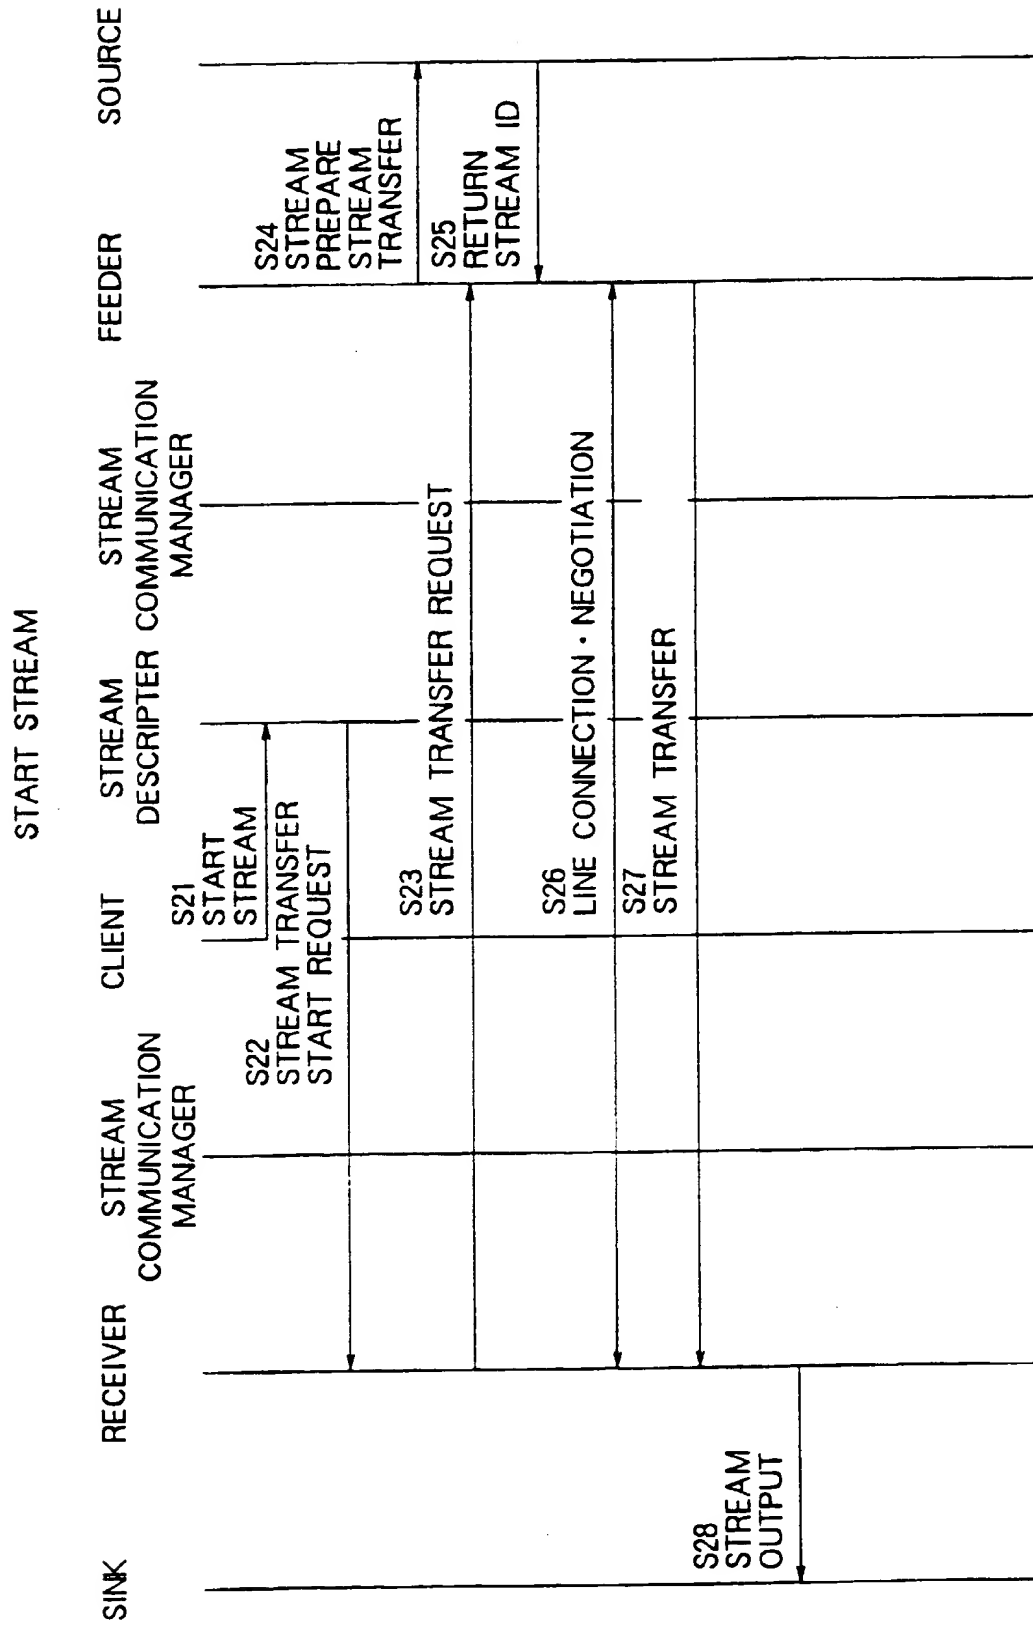 START STREAM
SINK
RECEIVER
STREAM
COMMUNICATION
MANAGER
CLIENT
STREAM
DESCRIPTER
STREAM
COMMUNICATION
MANAGER
FEEDER
SOURCE
S21
START
STREAM
S22
STREAM TRANSFER
START REQUEST
S23
STREAM TRANSFER REQUEST
S24
STREAM
PREPARE
STREAM
TRANSFER
S25
RETURN
STREAM ID
S26
LINE CONNECTION · NEGOTIATION
S27
STREAM TRANSFER
S28
STREAM
OUTPUT